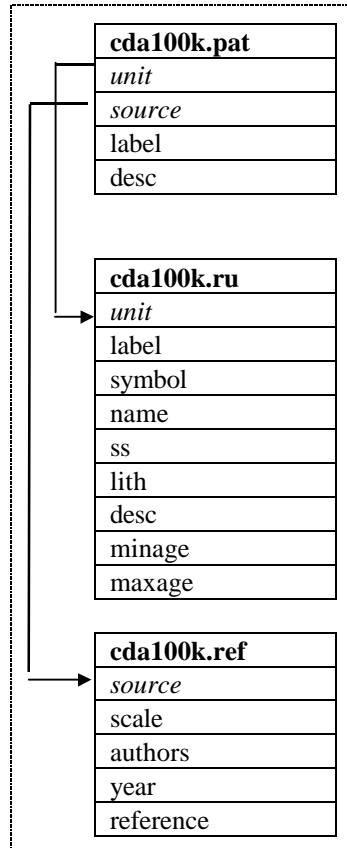 cda100k.pat
unit
source
label
desc
cda100k.ru
unit
label
symbol
name
ss
lith
desc
minage
maxage
cda100k.ref
source
scale
authors
year
reference